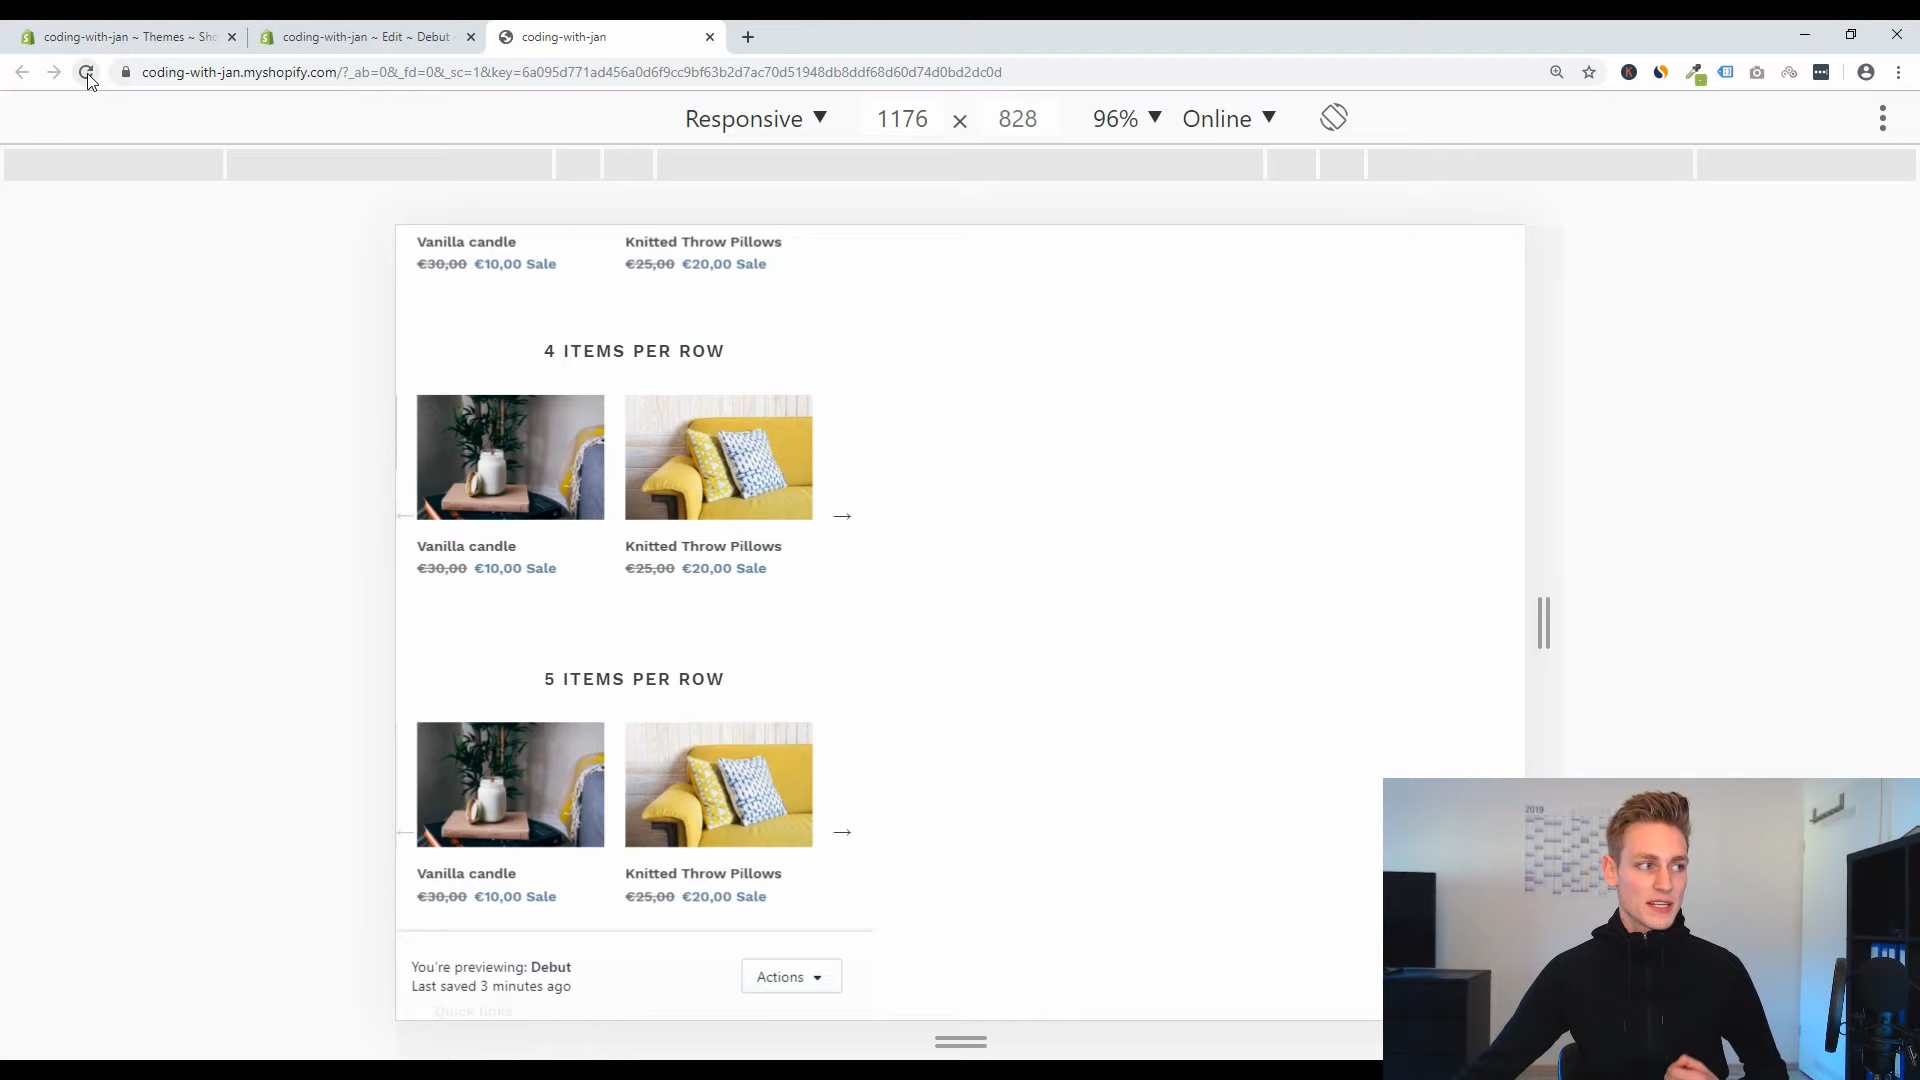 coding-with-jan ~ Themes ~ Sho
coding-with-jan ~ Edit ~ Debut
coding-with-jan
coding-with-jan.myshopify.com/?_ab=0&_fd=0&_sc=1&key=6a095d771ad456a0d6f9cc9bf63b2d7ac70d51948db8ddf68d60d74d0bd2dc0d
Responsive 1176 × 828 96% Online
Vanilla candle
€30,00 €10,00 Sale
Knitted Throw Pillows
€25,00 €20,00 Sale
4 ITEMS PER ROW
←
→
Vanilla candle
€30,00 €10,00 Sale
Knitted Throw Pillows
€25,00 €20,00 Sale
5 ITEMS PER ROW
←
→
Vanilla candle
€30,00 €10,00 Sale
Knitted Throw Pillows
€25,00 €20,00 Sale
You're previewing: Debut
Last saved 3 minutes ago
Actions
Quick links
2019